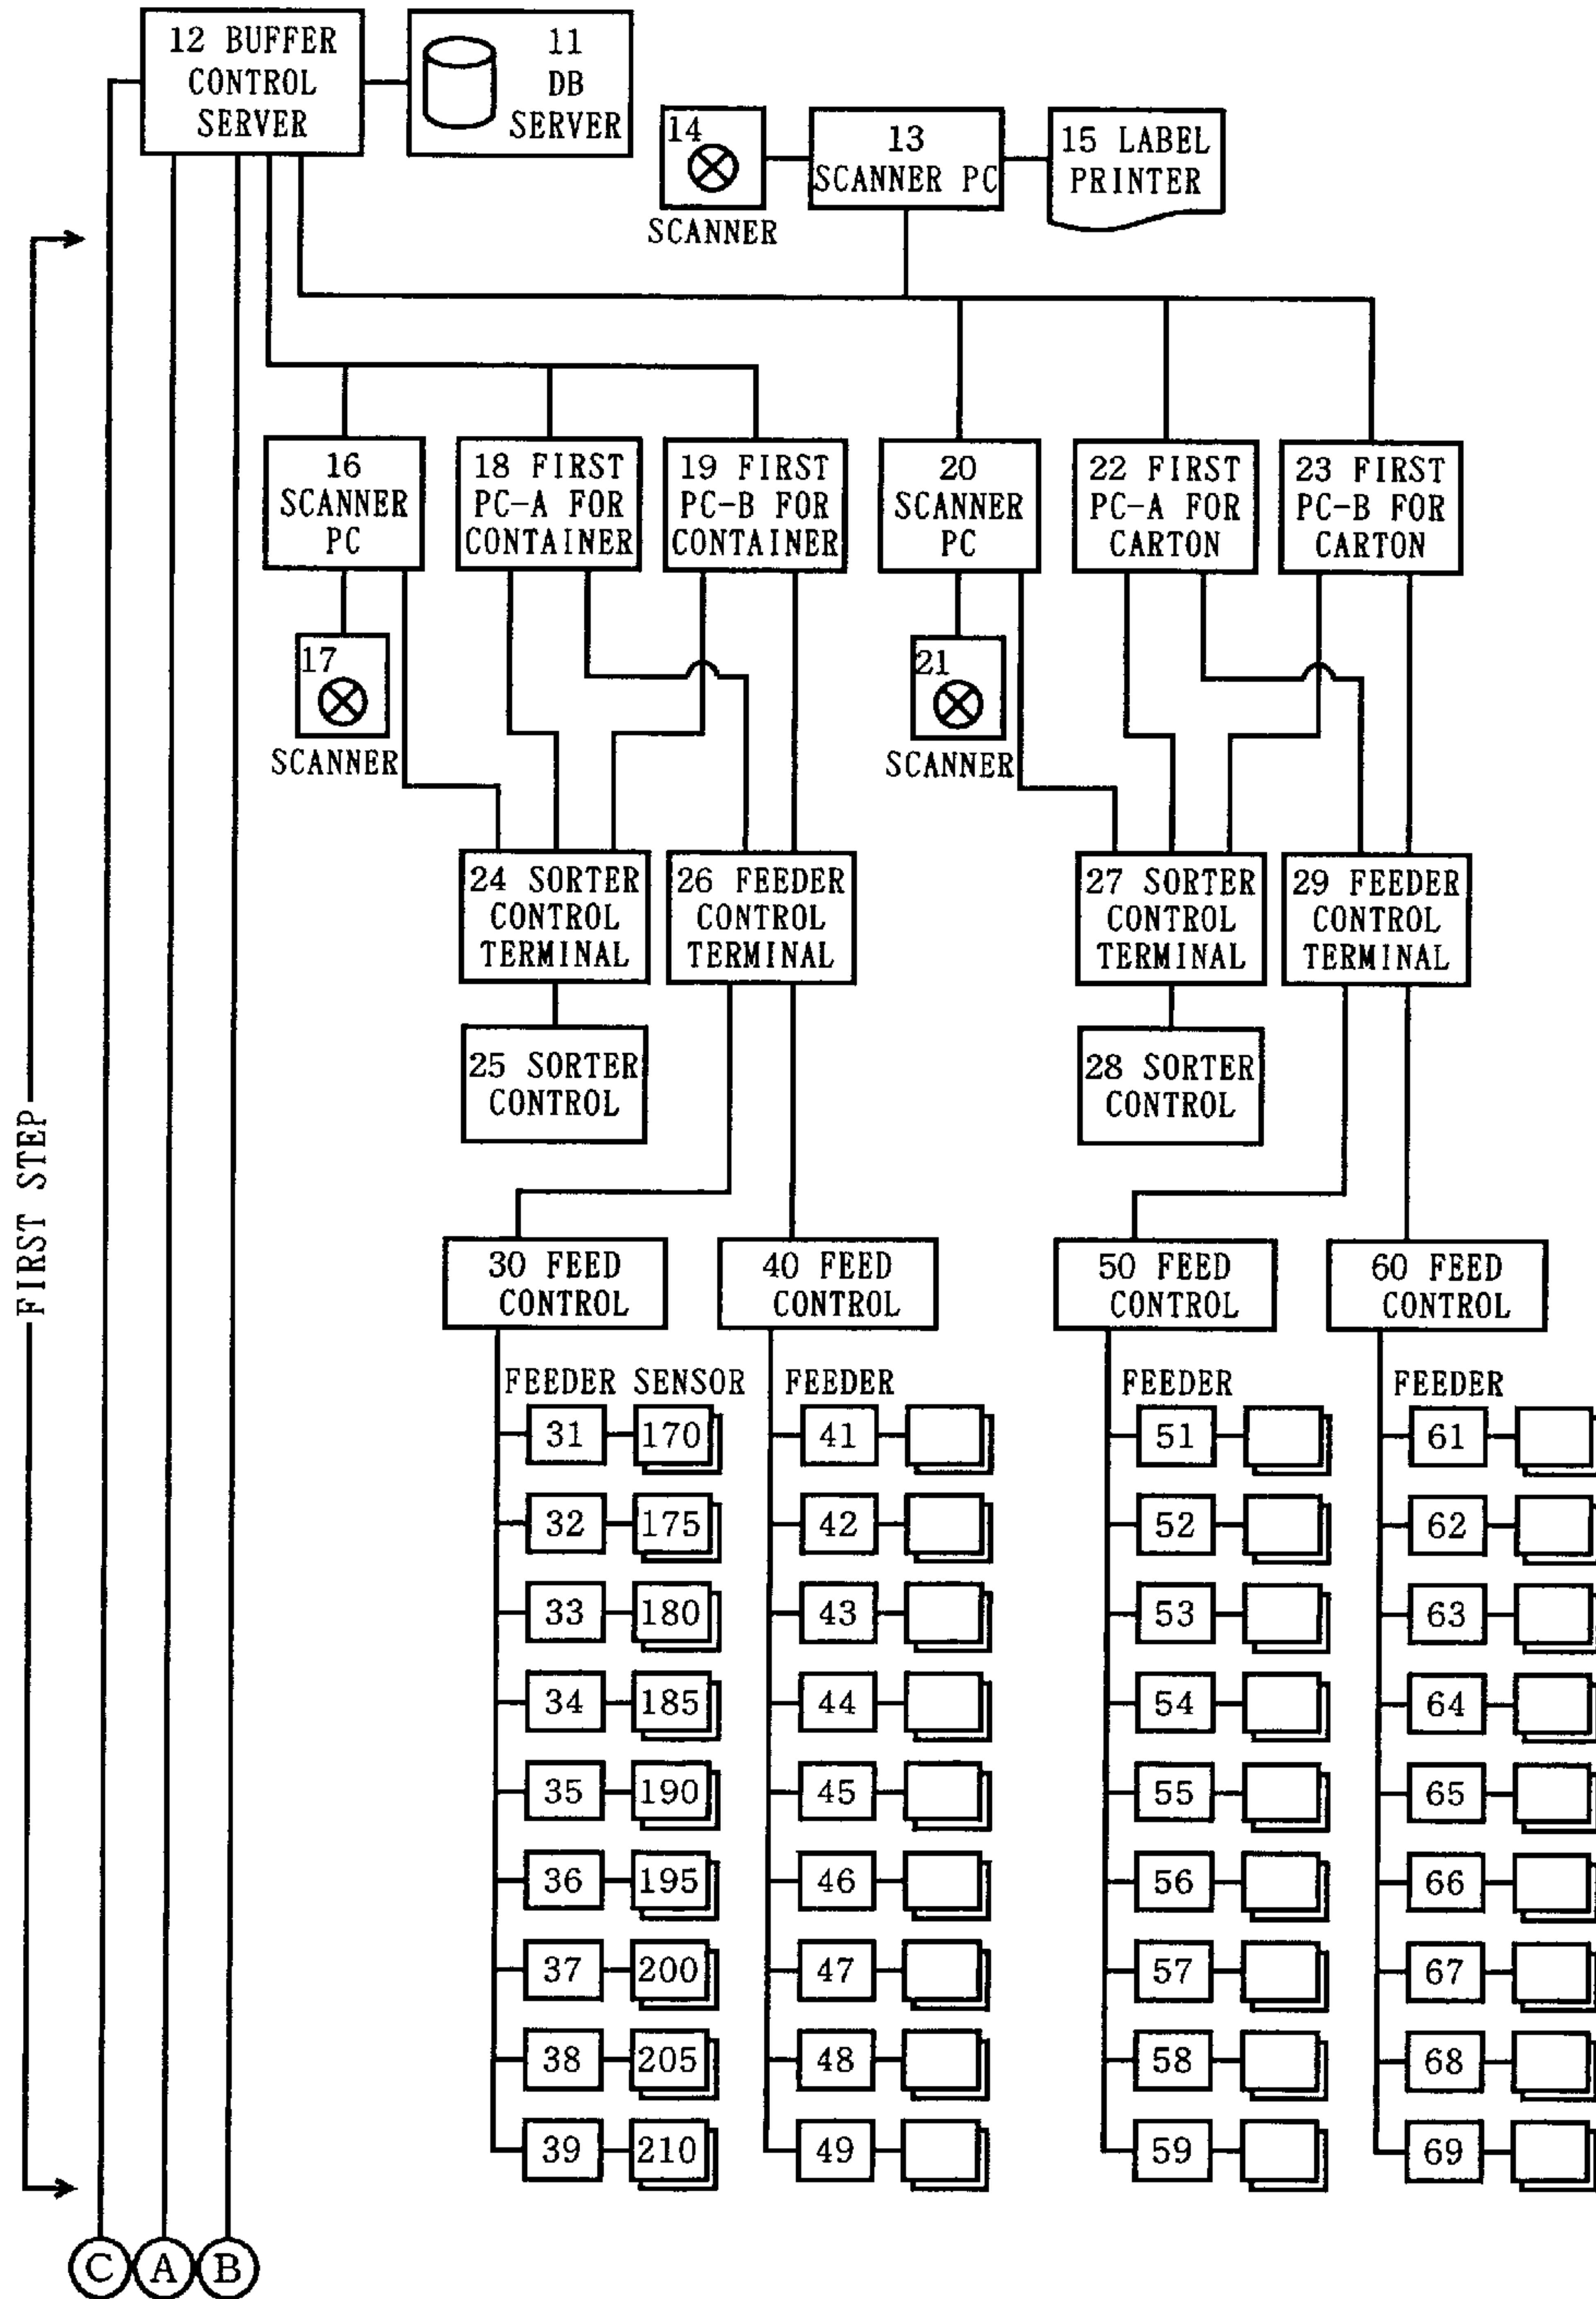 12 BUFFER
CONTROL
SERVER
11
DB
SERVER
14
SCANNER
13
SCANNER PC
15 LABEL
PRINTER
16
SCANNER
PC
18 FIRST
PC-A FOR
CONTAINER
19 FIRST
PC-B FOR
CONTAINER
20
SCANNER
PC
22 FIRST
PC-A FOR
CARTON
23 FIRST
PC-B FOR
CARTON
17
SCANNER
21
SCANNER
24 SORTER
CONTROL
TERMINAL
26 FEEDER
CONTROL
TERMINAL
27 SORTER
CONTROL
TERMINAL
29 FEEDER
CONTROL
TERMINAL
25 SORTER
CONTROL
28 SORTER
CONTROL
FIRST STEP
30 FEED
CONTROL
40 FEED
CONTROL
50 FEED
CONTROL
60 FEED
CONTROL
FEEDER SENSOR FEEDER FEEDER FEEDER
31 170 41 51 61
32 175 42 52 62
33 180 43 53 63
34 185 44 54 64
35 190 45 55 65
36 195 46 56 66
37 200 47 57 67
38 205 48 58 68
39 210 49 59 69
C A B